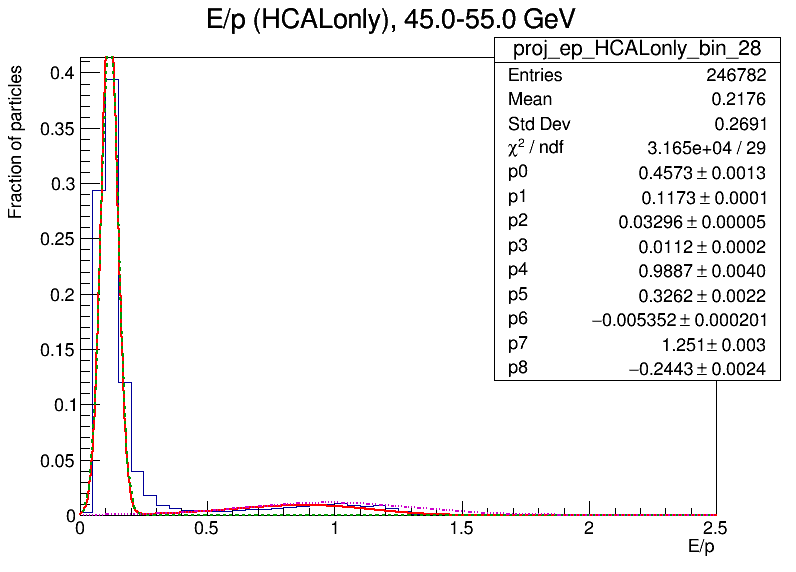 E/p (HCALonly), 45.0-55.0 GeV
proj_ep_HCALonly_bin_28
Entries 246782
Mean 0.2176
Std Dev 0.2691
χ² / ndf 3.165e+04 / 29
p0 0.4573 ± 0.0013
p1 0.1173 ± 0.0001
p2 0.03296 ± 0.00005
p3 0.0112 ± 0.0002
p4 0.9887 ± 0.0040
p5 0.3262 ± 0.0022
p6 −0.005352 ± 0.000201
p7 1.251 ± 0.003
p8 −0.2443 ± 0.0024
Fraction of particles
0.4
0.35
0.3
0.25
0.2
0.15
0.1
0.05
0
0 0.5 1 1.5 2 2.5
E/p